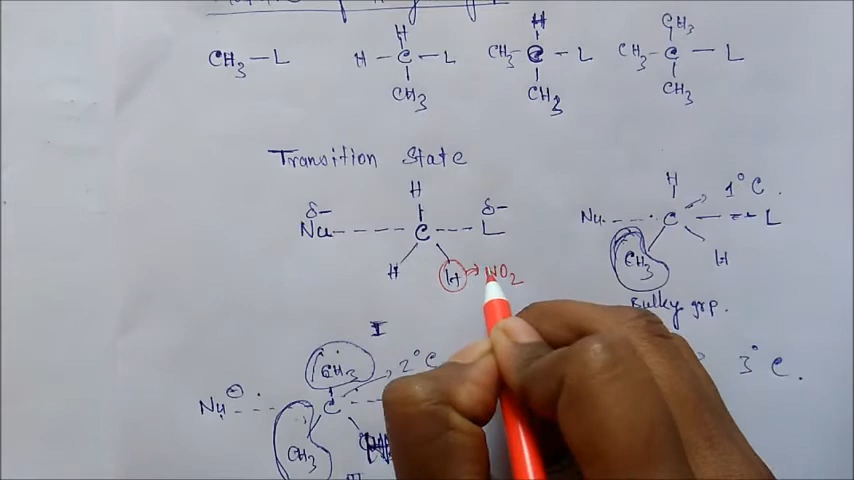 CH3 - L
H
H - C - L
CH3
H
CH3 - C - L
CH3
CH3
CH3 - C - L
CH3
Transition State
H
δ- δ-
Nu ------ C --- L
H H → NO2
I
H 1° C.
Nu ---- C --- L
CH3 H
Bulky grp.
CH3 2° C
Nu⊖ --- C ---
CH3
3° C.